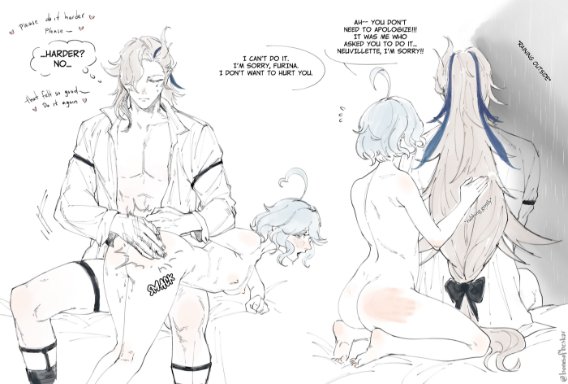 please do it harder
Please ~
...HARDER?
NO...
that felt so good~
Do it again
I CAN'T DO IT.
I'M SORRY, FURINA.
I DON'T WANT TO HURT YOU.
SMACK
AH-- YOU DON'T
NEED TO APOLOGIZE!!!
IT WAS ME WHO
ASKED YOU TO DO IT...
NEUVILLETTE, I'M SORRY!!
RAINING OUTSIDE